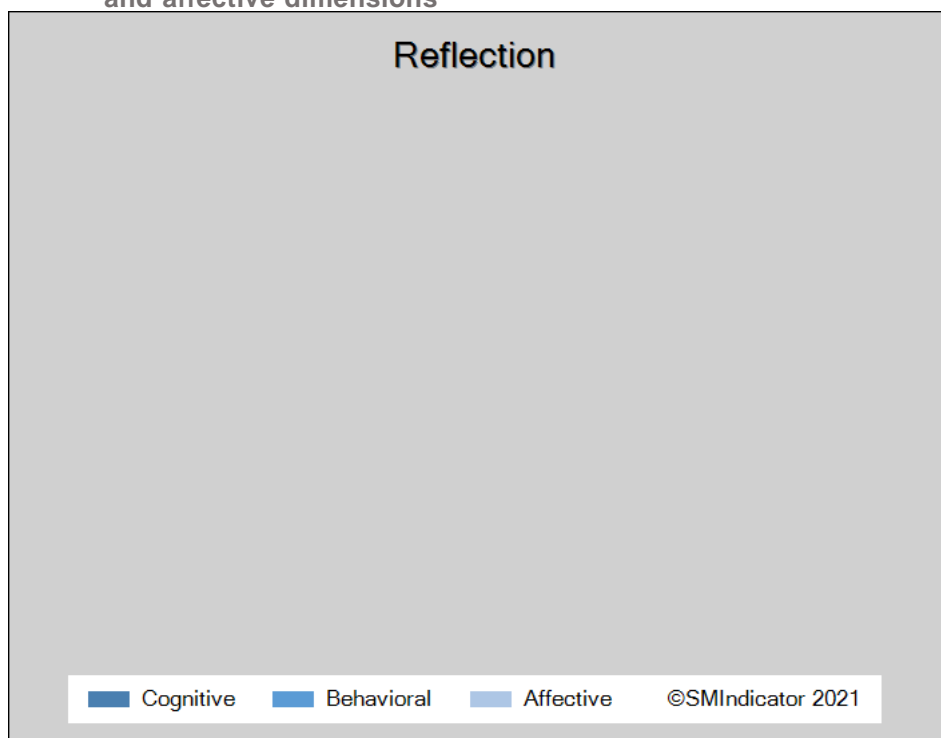 and affective dimensions
Reflection
Cognitive Behavioral Affective ©SMIndicator 2021